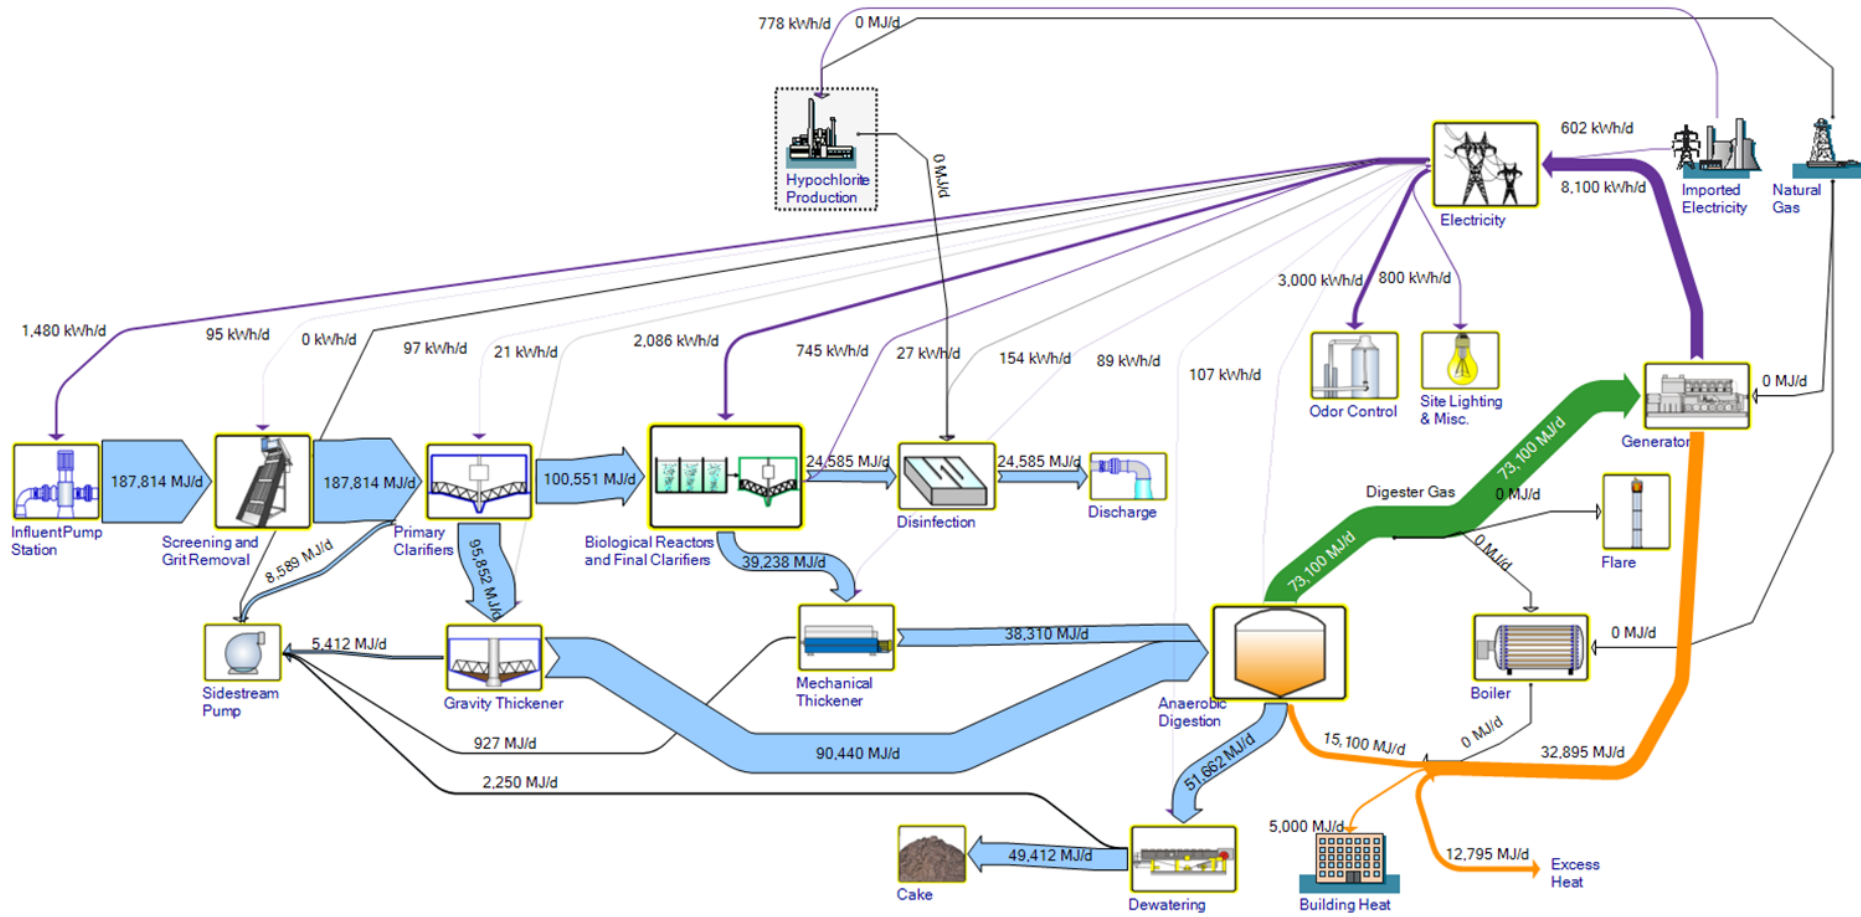 778 kWh/d
0 MJ/d
602 kWh/d
8,100 kWh/d
Imported
Electricity
Natural
Gas
Hypochlorite
Production
0 MJ/d
Electricity
1,480 kWh/d
95 kWh/d
0 kWh/d
97 kWh/d
21 kWh/d
2,086 kWh/d
745 kWh/d
27 kWh/d
154 kWh/d
89 kWh/d
107 kWh/d
3,000 kWh/d
800 kWh/d
Odor Control
Site Lighting
& Misc.
0 MJ/d
Generator
187,814 MJ/d
187,814 MJ/d
100,551 MJ/d
24,585 MJ/d
24,585 MJ/d
Influent Pump
Station
Screening and
Grit Removal
Primary
Clarifiers
Biological Reactors
and Final Clarifiers
Disinfection
Discharge
73,100 MJ/d
Digester Gas
0 MJ/d
Flare
73,100 MJ/d
0 MJ/d
8,589 MJ/d
95,852 MJ/d
39,238 MJ/d
5,412 MJ/d
38,310 MJ/d
0 MJ/d
Sidestream
Pump
Gravity Thickener
Mechanical
Thickener
Anaerobic
Digestion
Boiler
927 MJ/d
90,440 MJ/d
15,100 MJ/d
0 MJ/d
32,895 MJ/d
2,250 MJ/d
51,662 MJ/d
5,000 MJ/d
49,412 MJ/d
12,795 MJ/d
Excess
Heat
Cake
Dewatering
Building Heat